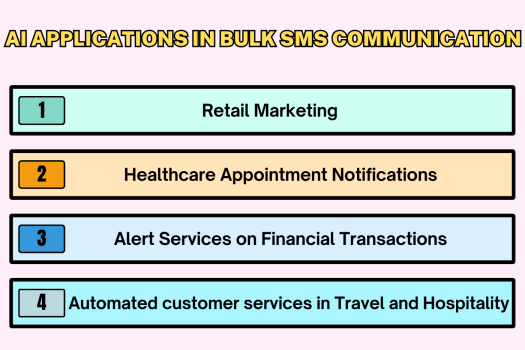 AI APPLICATIONS IN BULK SMS COMMUNICATION
1 Retail Marketing
2 Healthcare Appointment Notifications
3 Alert Services on Financial Transactions
4 Automated customer services in Travel and Hospitality